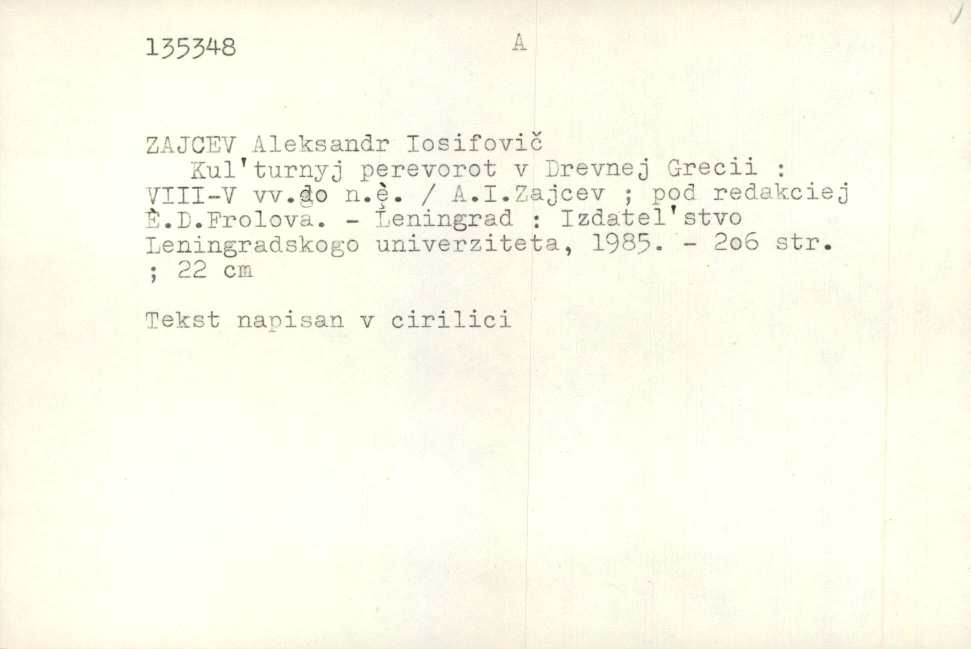 135348 A
ZAJCEV Aleksandr Iosifovič
Kul'turnyj perevorot v Drevnej Grecii :
VIII-V vv.do n.è. / A.I.Zajcev ; pod redakciej
È.D.Frolova. - Leningrad : Izdatel'stvo
Leningradskogo univerziteta, 1985. - 2o6 str.
; 22 cm
Tekst napisan v cirilici